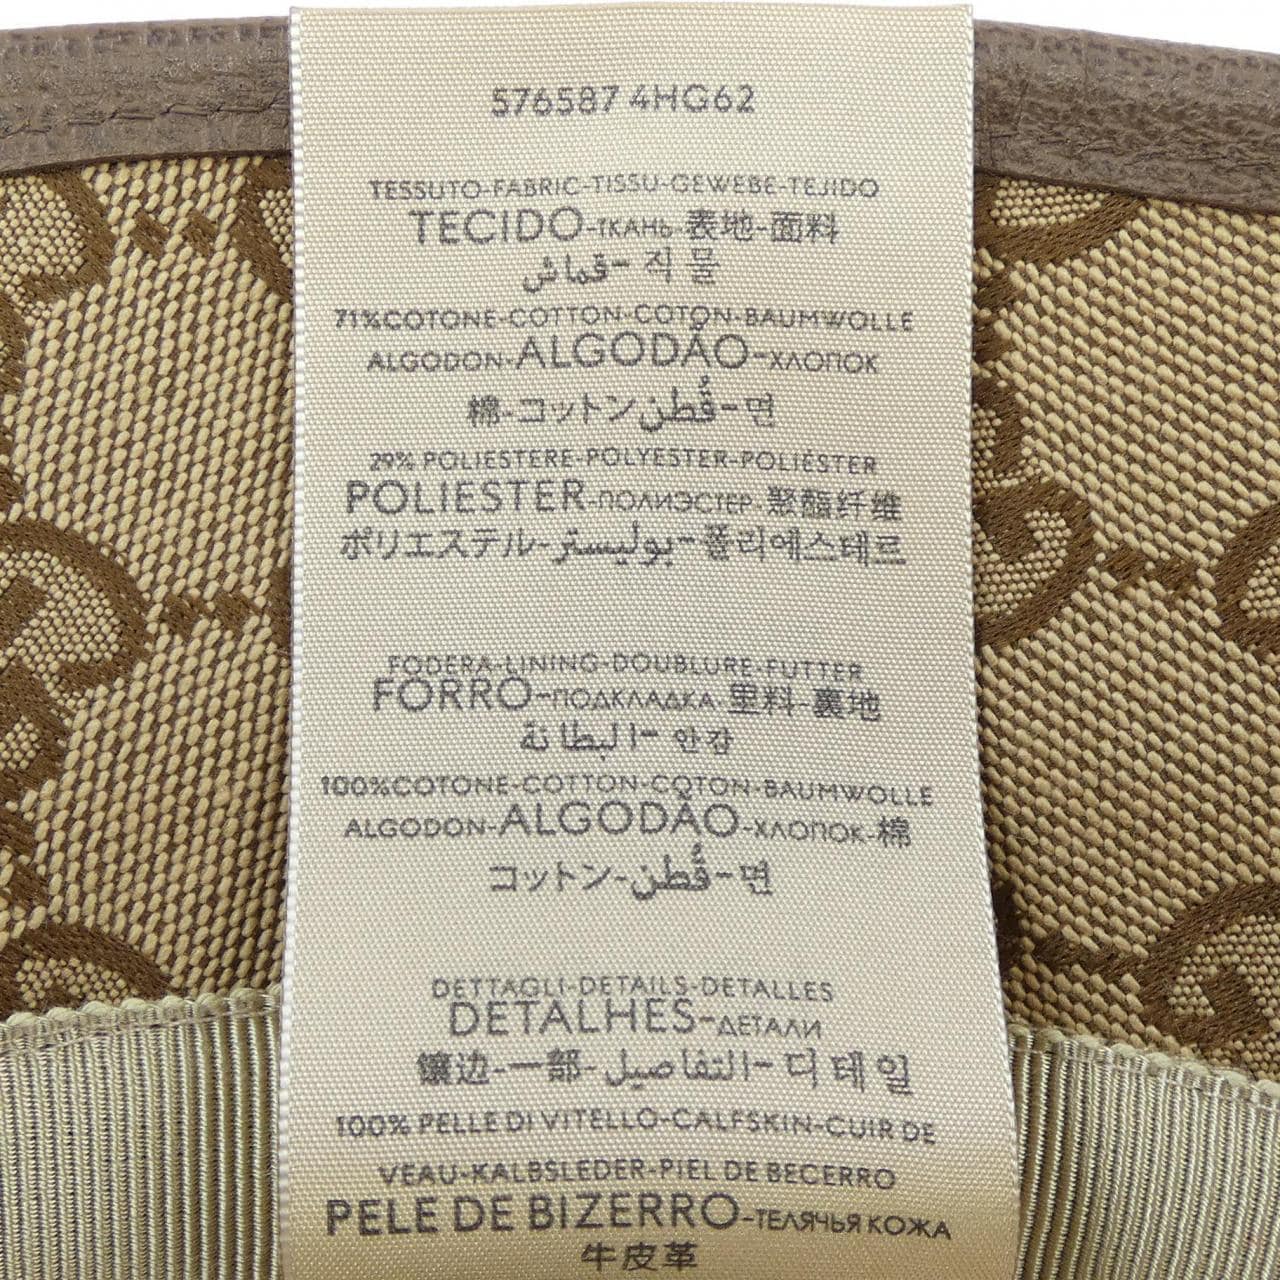 576587 4HG62
TESSUTO-FABRIC-TISSU-GEWEBE-TEJIDO
TECIDO-ТКАНЬ-表地-面料
قماش-직물
71%COTONE-COTTON-COTON-BAUMWOLLE
ALGODON-ALGODÃO-ХЛОПОК
棉-コットン-قُطن-면
29% POLIESTERE-POLYESTER-POLIÉSTER
POLIESTER-ПОЛИЭСТЕР-聚酯纤维
ポリエステル-بوليستر-폴리에스테르
FODERA-LINING-DOUBLURE-FUTTER
FORRO-ПОДКЛАДКА-里料-裏地
البطانة-안감
100%COTONE-COTTON-COTON-BAUMWOLLE
ALGODON-ALGODÃO-ХЛОПОК-棉
コットン-قُطن-면
DETTAGLI-DETAILS-DETALLES
DETALHES-ДЕТАЛИ
镶边-一部-التفاصيل-디테일
100% PELLE DI VITELLO-CALFSKIN-CUIR DE
VEAU-KALBSLEDER-PIEL DE BECERRO
PELE DE BIZERRO-ТЕЛЯЧЬЯ КОЖА
牛皮革